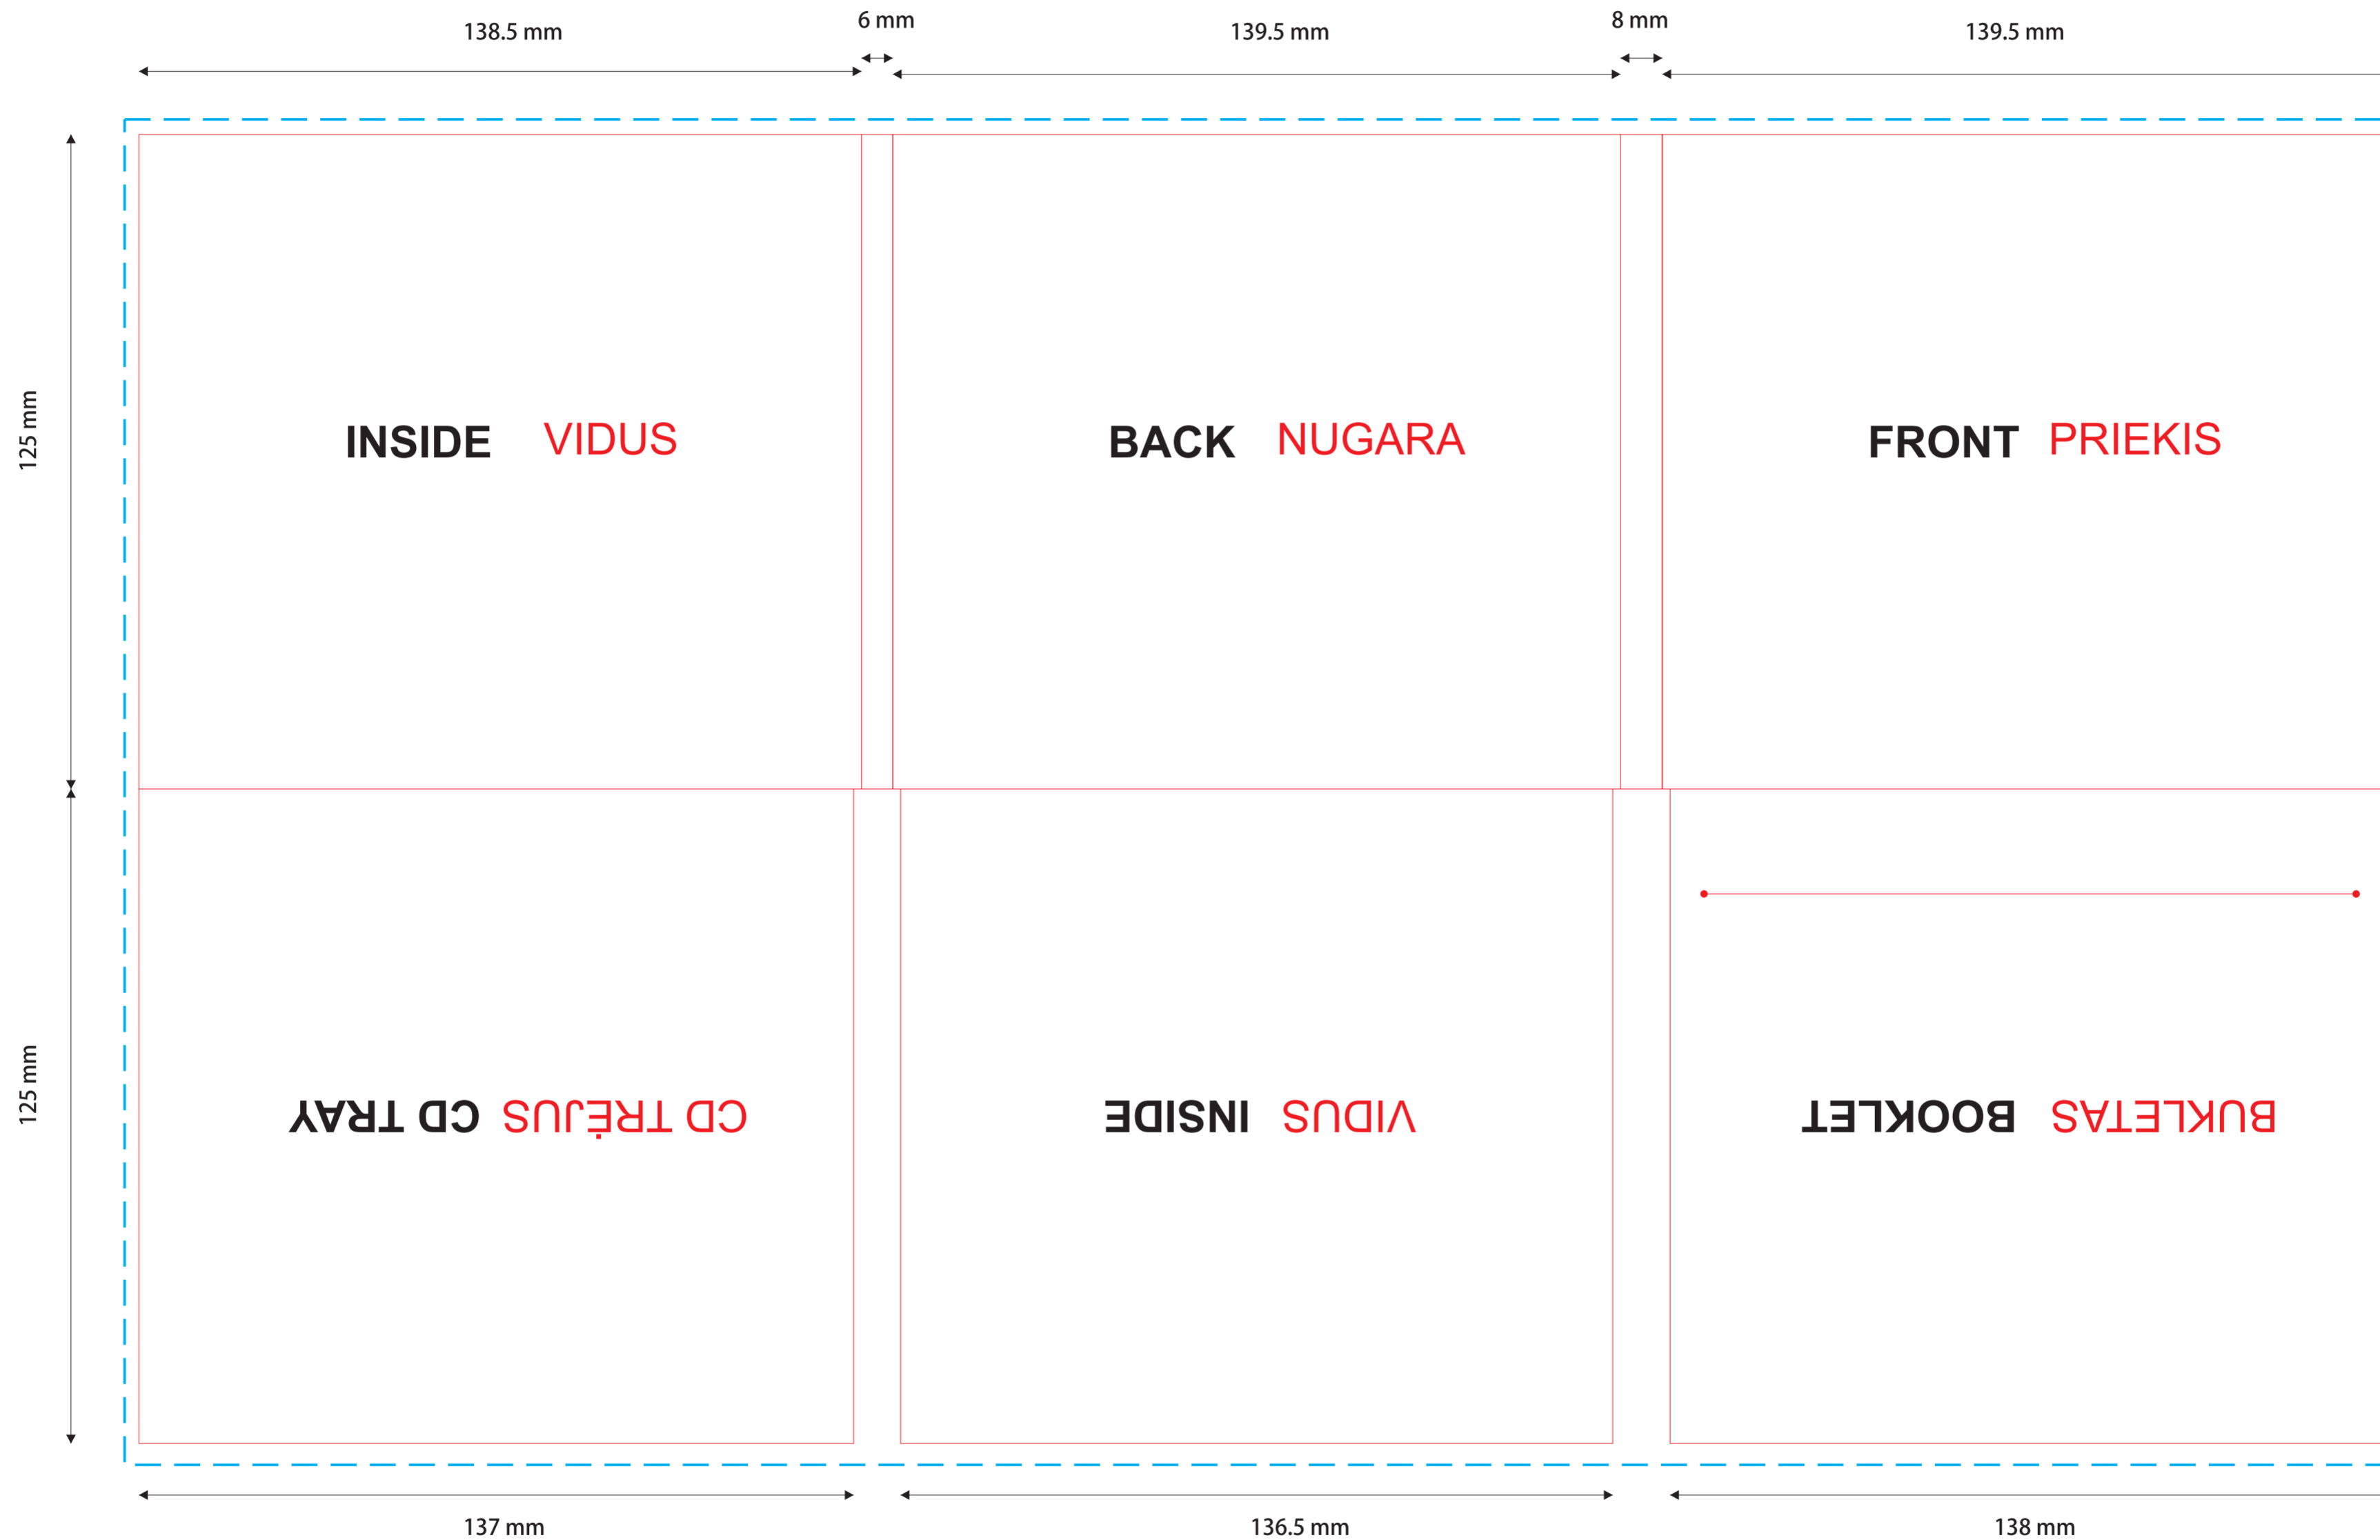 138.5 mm
6 mm
139.5 mm
8 mm
139.5 mm
125 mm
INSIDE VIDUS
BACK NUGARA
FRONT PRIEKIS
125 mm
CD TRĖJUS CD TRAY
VIDUS INSIDE
BUKLETAS BOOKLET
137 mm
136.5 mm
138 mm